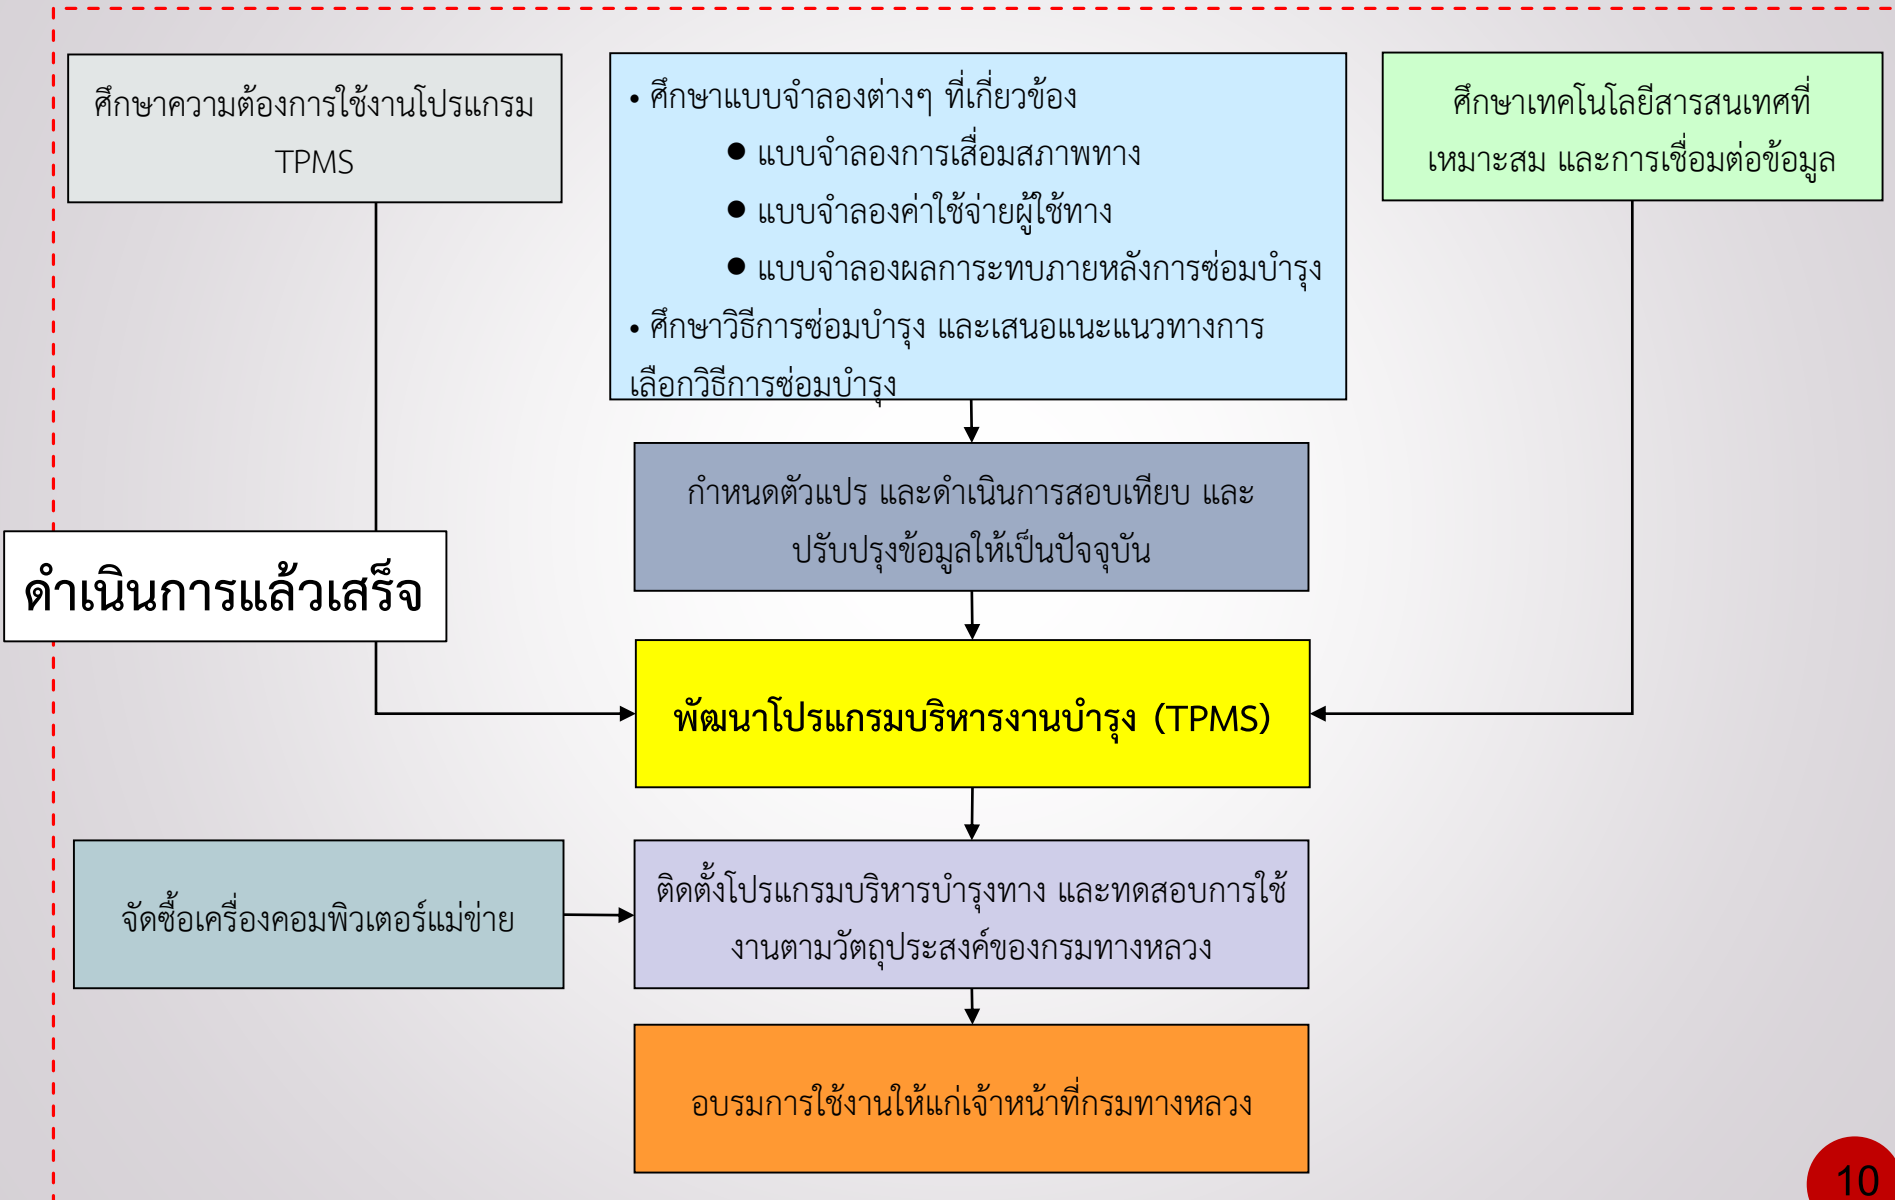 ศึกษาความต้องการใช้งานโปรแกรม
TPMS
• ศึกษาแบบจำลองต่างๆ ที่เกี่ยวข้อง
● แบบจำลองการเสื่อมสภาพทาง
● แบบจำลองค่าใช้จ่ายผู้ใช้ทาง
● แบบจำลองผลการะทบภายหลังการซ่อมบำรุง
• ศึกษาวิธีการซ่อมบำรุง และเสนอแนะแนวทางการ
เลือกวิธีการซ่อมบำรุง
ศึกษาเทคโนโลยีสารสนเทศที่
เหมาะสม และการเชื่อมต่อข้อมูล
กำหนดตัวแปร และดำเนินการสอบเทียบ และ
ปรับปรุงข้อมูลให้เป็นปัจจุบัน
ดำเนินการแล้วเสร็จ
พัฒนาโปรแกรมบริหารงานบำรุง (TPMS)
จัดซื้อเครื่องคอมพิวเตอร์แม่ข่าย
ติดตั้งโปรแกรมบริหารบำรุงทาง และทดสอบการใช้
งานตามวัตถุประสงค์ของกรมทางหลวง
อบรมการใช้งานให้แก่เจ้าหน้าที่กรมทางหลวง
10